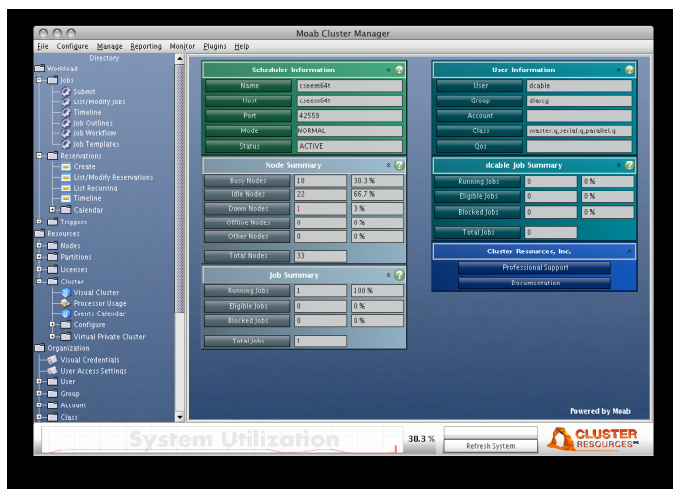 Moab Cluster Manager
File Configure Manage Reporting Monitor Plugins Help
Directory
Workload
Jobs
Submit
List/Modify Jobs
Timeline
Job Outlines
Job Workflow
Job Templates
Reservations
Create
List/Modify Reservations
List Recurring
Timeline
Calendar
Triggers
Resources
Nodes
Partitions
Licenses
Cluster
Visual Cluster
Processor Usage
Events Calendar
Configure
Virtual Private Cluster
Organization
Visual Credentials
User Access Settings
User
Group
Account
Class
Scheduler Information
Name cseem64t
Host cseem64t
Port 42559
Mode NORMAL
Status ACTIVE
Node Summary
Busy Nodes 10 30.3 %
Idle Nodes 22 66.7 %
Down Nodes 1 3 %
Offline Nodes 0 0 %
Other Nodes 0 0 %
Total Nodes 33
Job Summary
Running Jobs 1 100 %
Eligible Jobs 0 0 %
Blocked Jobs 0 0 %
Total Jobs 1
User Information
User dcable
Group dlarcg
Account
Class master.q,serial.q,parallel.q
Qos
dcable Job Summary
Running Jobs 0 0 %
Eligible Jobs 0 0 %
Blocked Jobs 0 0 %
Total Jobs 0
Cluster Resources, Inc.
Professional Support
Documentation
Powered by Moab
System Utilization
30.3 %
Refresh System
CLUSTER
RESOURCES